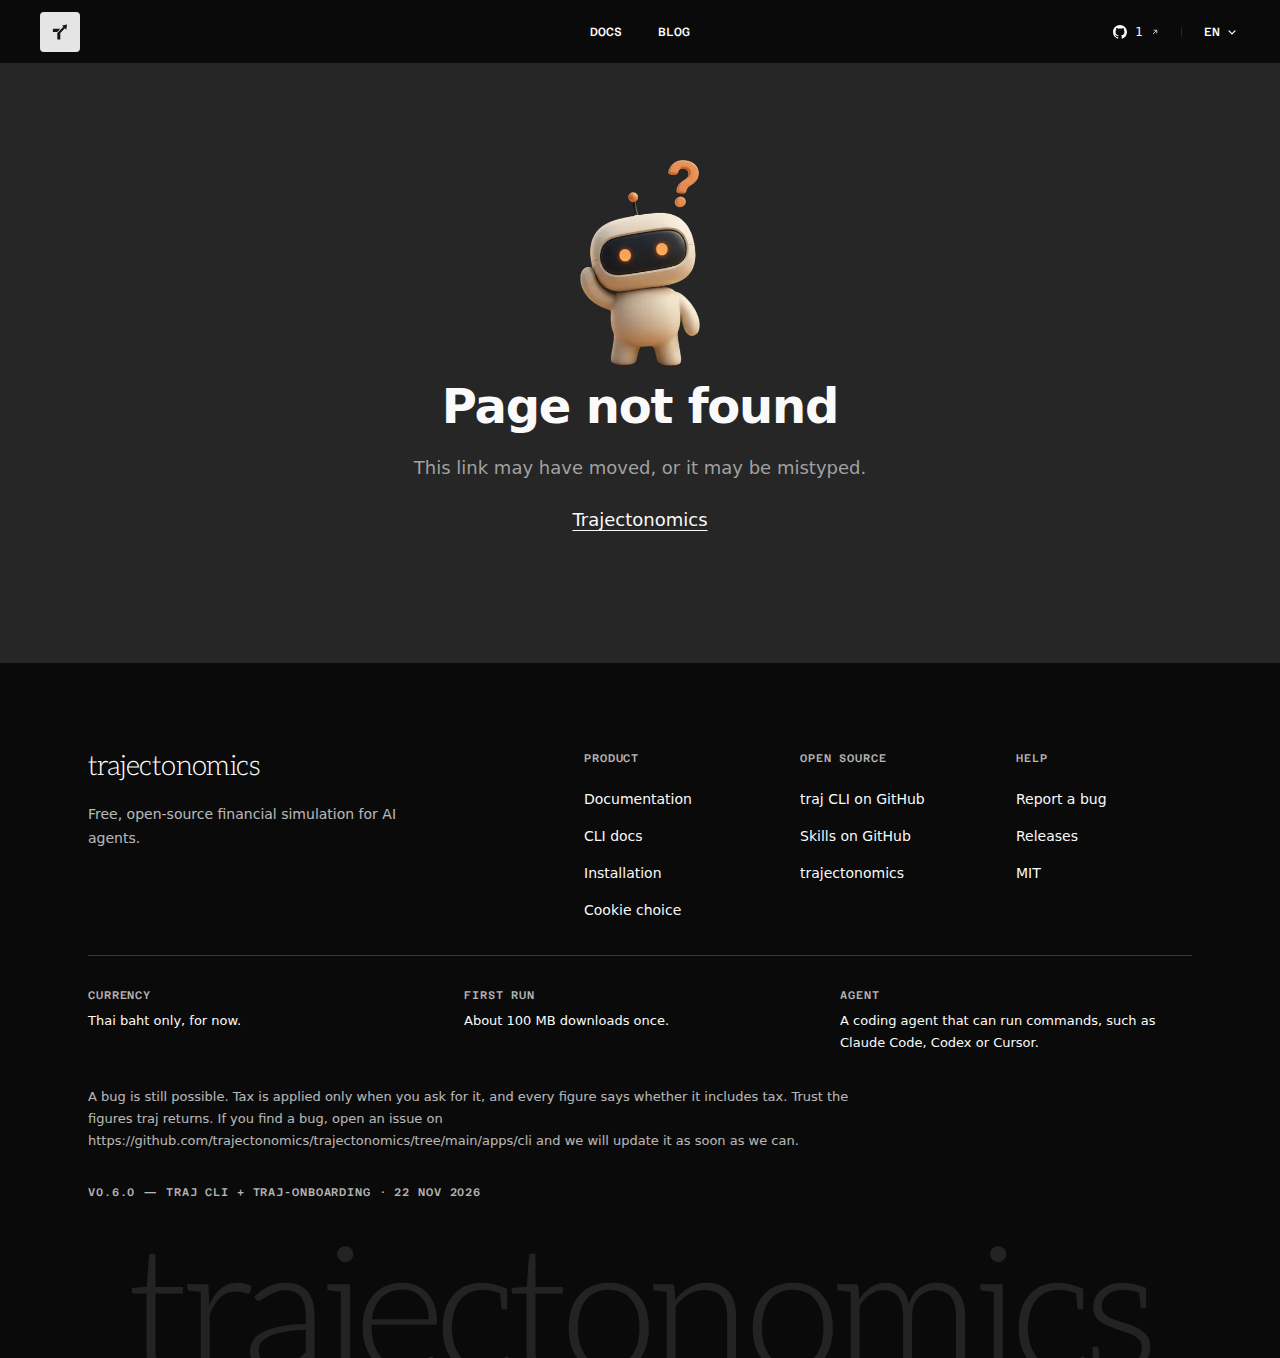 DOCS
BLOG
1
EN
?
Page not found
This link may have moved, or it may be mistyped.
Trajectonomics
trajectonomics
Free, open-source financial simulation for AI
agents.
PRODUCT
Documentation
CLI docs
Installation
Cookie choice
OPEN SOURCE
traj CLI on GitHub
Skills on GitHub
trajectonomics
HELP
Report a bug
Releases
MIT
CURRENCY
Thai baht only, for now.
FIRST RUN
About 100 MB downloads once.
AGENT
A coding agent that can run commands, such as
Claude Code, Codex or Cursor.
A bug is still possible. Tax is applied only when you ask for it, and every figure says whether it includes tax. Trust the
figures traj returns. If you find a bug, open an issue on
https://github.com/trajectonomics/trajectonomics/tree/main/apps/cli and we will update it as soon as we can.
V0.6.0 — TRAJ CLI + TRAJ-ONBOARDING · 22 NOV 2026
trajectonomics